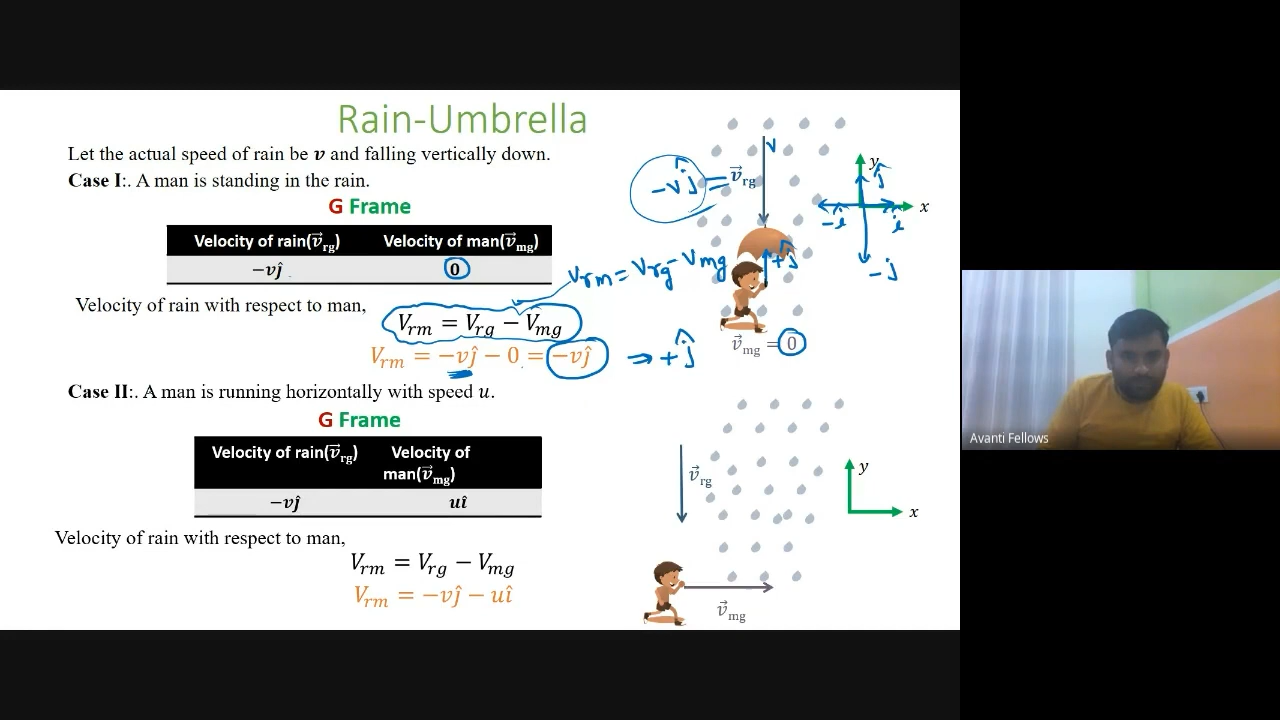 Rain-Umbrella
Let the actual speed of rain be v and falling vertically down.
Case I:. A man is standing in the rain.
G Frame
Velocity of rain(v⃗rg) Velocity of man(v⃗mg)
−vĵ 0
Velocity of rain with respect to man,
Vrm = Vrg − Vmg
Vrm = −vĵ − 0 = −vĵ
⇒ +ĵ
Vrm = Vrg − Vmg
−vĵ = v⃗rg
v
+ĵ
v⃗mg = 0
y
ĵ
x
−î
î
−j
Case II:. A man is running horizontally with speed u.
G Frame
Velocity of rain(v⃗rg) Velocity of
man(v⃗mg)
−vĵ uî
Velocity of rain with respect to man,
Vrm = Vrg − Vmg
Vrm = −vĵ − uî
v⃗rg
y
x
v⃗mg
Avanti Fellows